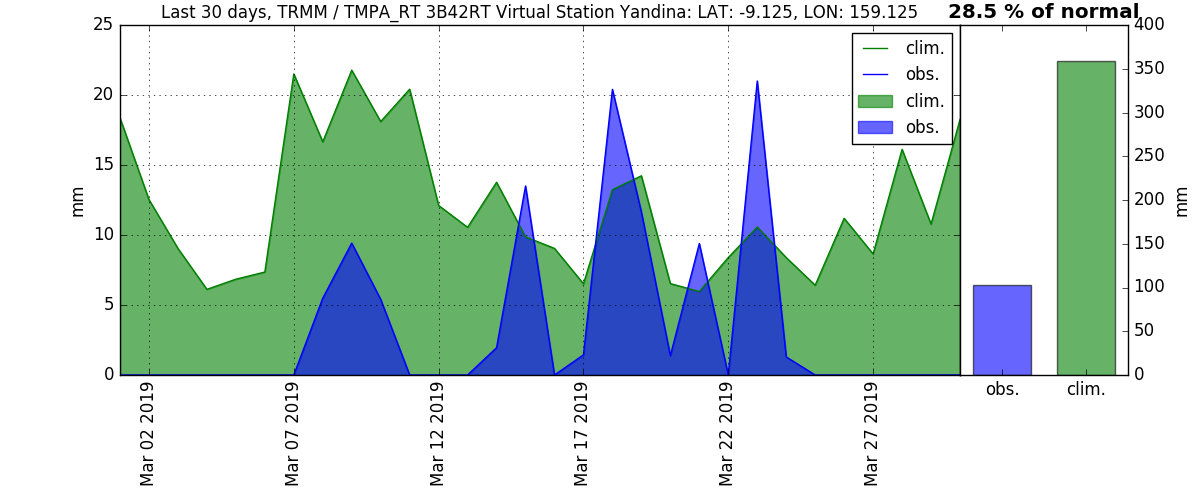 Last 30 days, TRMM / TMPA_RT 3B42RT Virtual Station Yandina: LAT: -9.125, LON: 159.125
28.5 % of normal
25
20
15
10
5
0
mm
clim.
obs.
clim.
obs.
400
350
300
250
200
150
100
50
0
mm
Mar 02 2019
Mar 07 2019
Mar 12 2019
Mar 17 2019
Mar 22 2019
Mar 27 2019
obs.
clim.